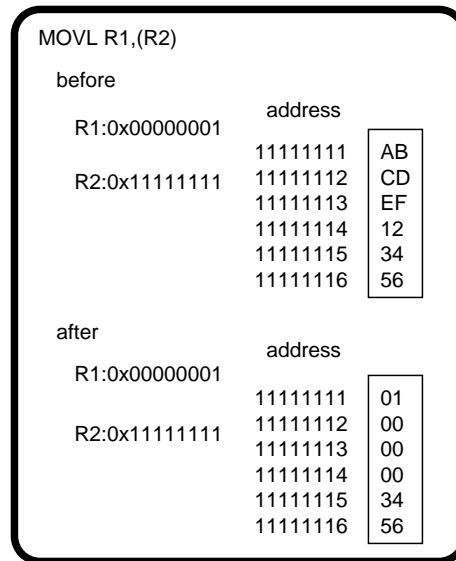 MOVL R1,(R2)
before
address
R1:0x00000001
11111111 AB
R2:0x11111111
11111112 CD
11111113 EF
11111114 12
11111115 34
11111116 56
after
address
R1:0x00000001
11111111 01
11111112 00
R2:0x11111111
11111113 00
11111114 00
11111115 34
11111116 56